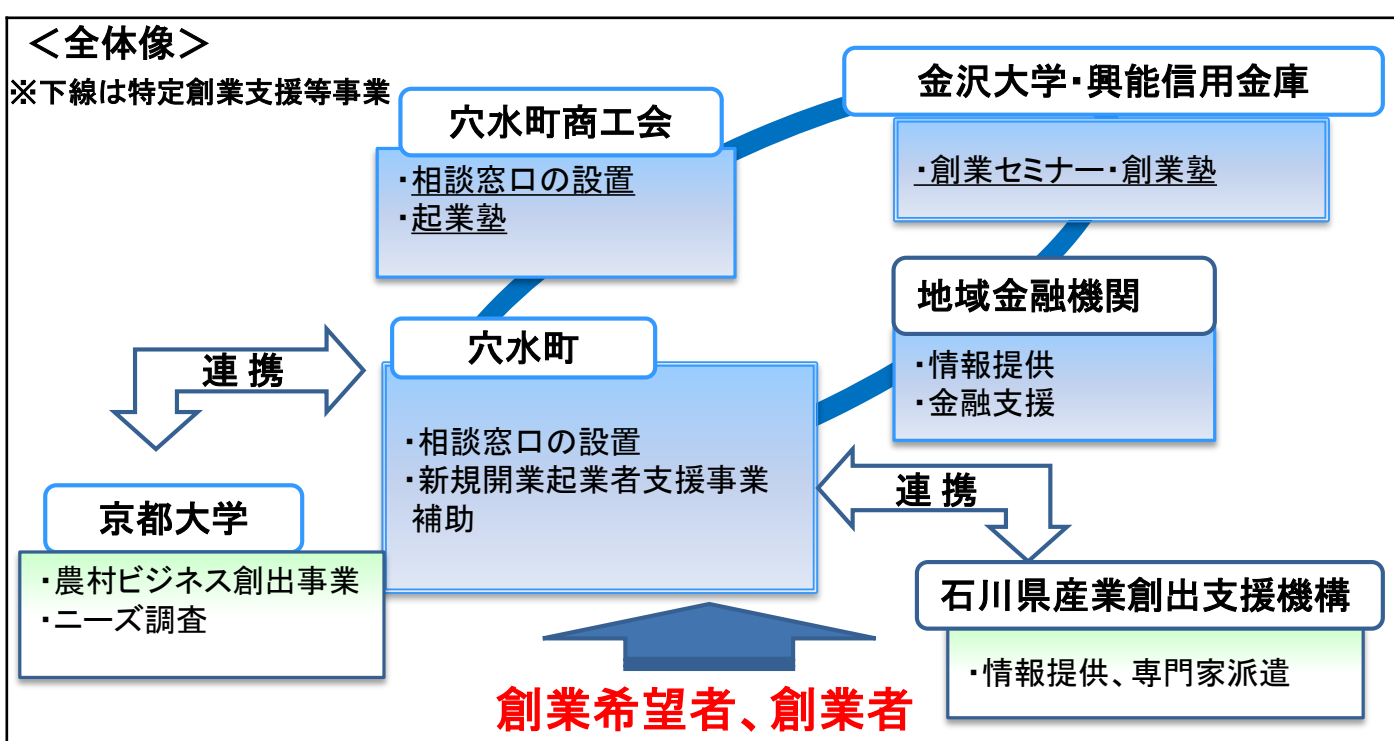 ＜全体像＞
※下線は特定創業支援等事業
穴水町商工会
・相談窓口の設置
・起業塾
金沢大学・興能信用金庫
・創業セミナー・創業塾
地域金融機関
・情報提供
・金融支援
穴水町
・相談窓口の設置
・新規開業起業者支援事業
補助
連携
連携
京都大学
・農村ビジネス創出事業
・ニーズ調査
石川県産業創出支援機構
・情報提供、専門家派遣
創業希望者、創業者